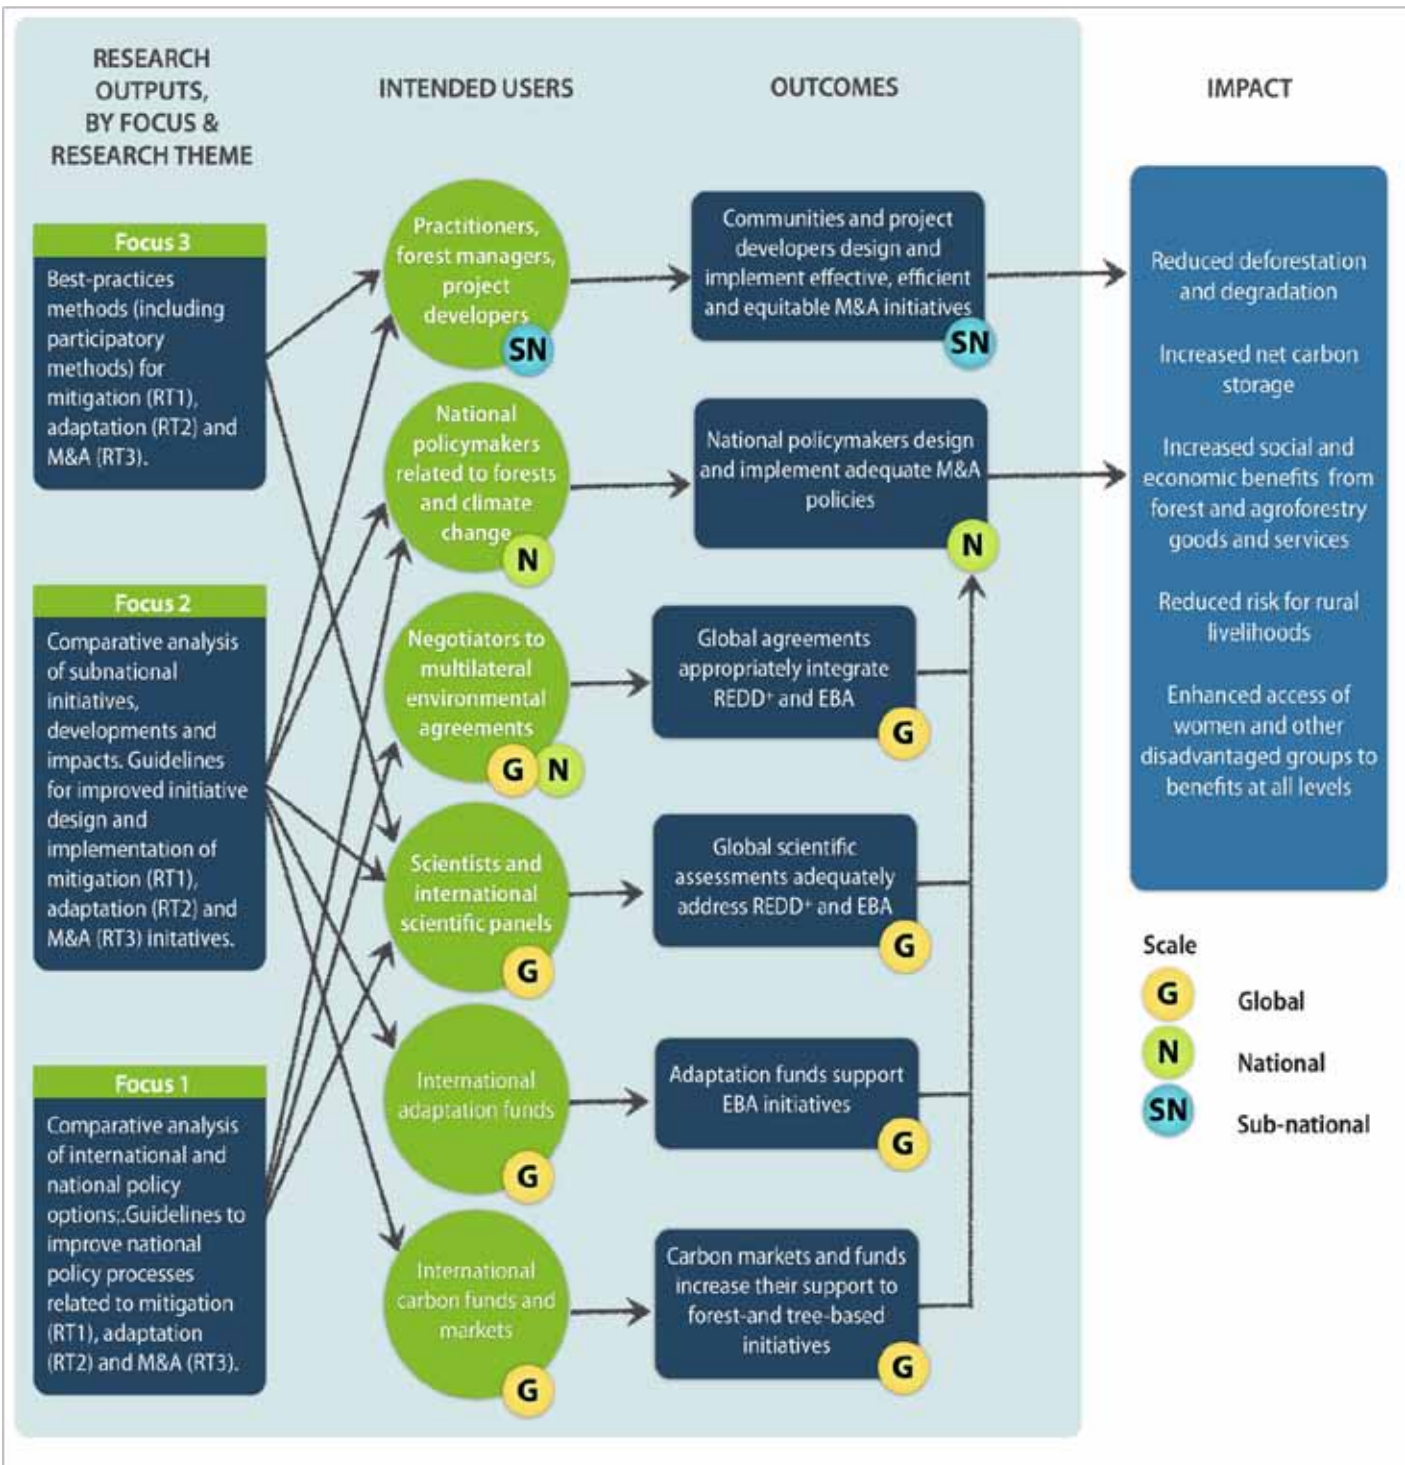 RESEARCH
OUTPUTS,
BY FOCUS &
RESEARCH THEME
INTENDED USERS
OUTCOMES
IMPACT
Focus 3
Best-practices
methods (including
participatory
methods) for
mitigation (RT1),
adaptation (RT2) and
M&A (RT3).
Focus 2
Comparative analysis
of subnational
initiatives,
developments and
impacts. Guidelines
for improved initiative
design and
implementation of
mitigation (RT1),
adaptation (RT2) and
M&A (RT3) initatives.
Focus 1
Comparative analysis
of international and
national policy
options;.Guidelines to
improve national
policy processes
related to mitigation
(RT1), adaptation
(RT2) and M&A (RT3).
Practitioners,
forest managers,
project
developers
SN
National
policymakers
related to forests
and climate
change
N
Negotiators to
multilateral
environmental
agreements
G N
Scientists and
international
scientific panels
G
International
adaptation funds
G
International
carbon funds and
markets
G
Communities and project
developers design and
implement effective, efficient
and equitable M&A initiatives
SN
National policymakers design
and implement adequate M&A
policies
N
Global agreements
appropriately integrate
REDD+ and EBA
G
Global scientific
assessments adequately
address REDD+ and EBA
G
Adaptation funds support
EBA initiatives
G
Carbon markets and funds
increase their support to
forest-and tree-based
initiatives
G
Reduced deforestation
and degradation
Increased net carbon
storage
Increased social and
economic benefits from
forest and agroforestry
goods and services
Reduced risk for rural
livelihoods
Enhanced access of
women and other
disadvantaged groups to
benefits at all levels
Scale
G Global
N National
SN Sub-national